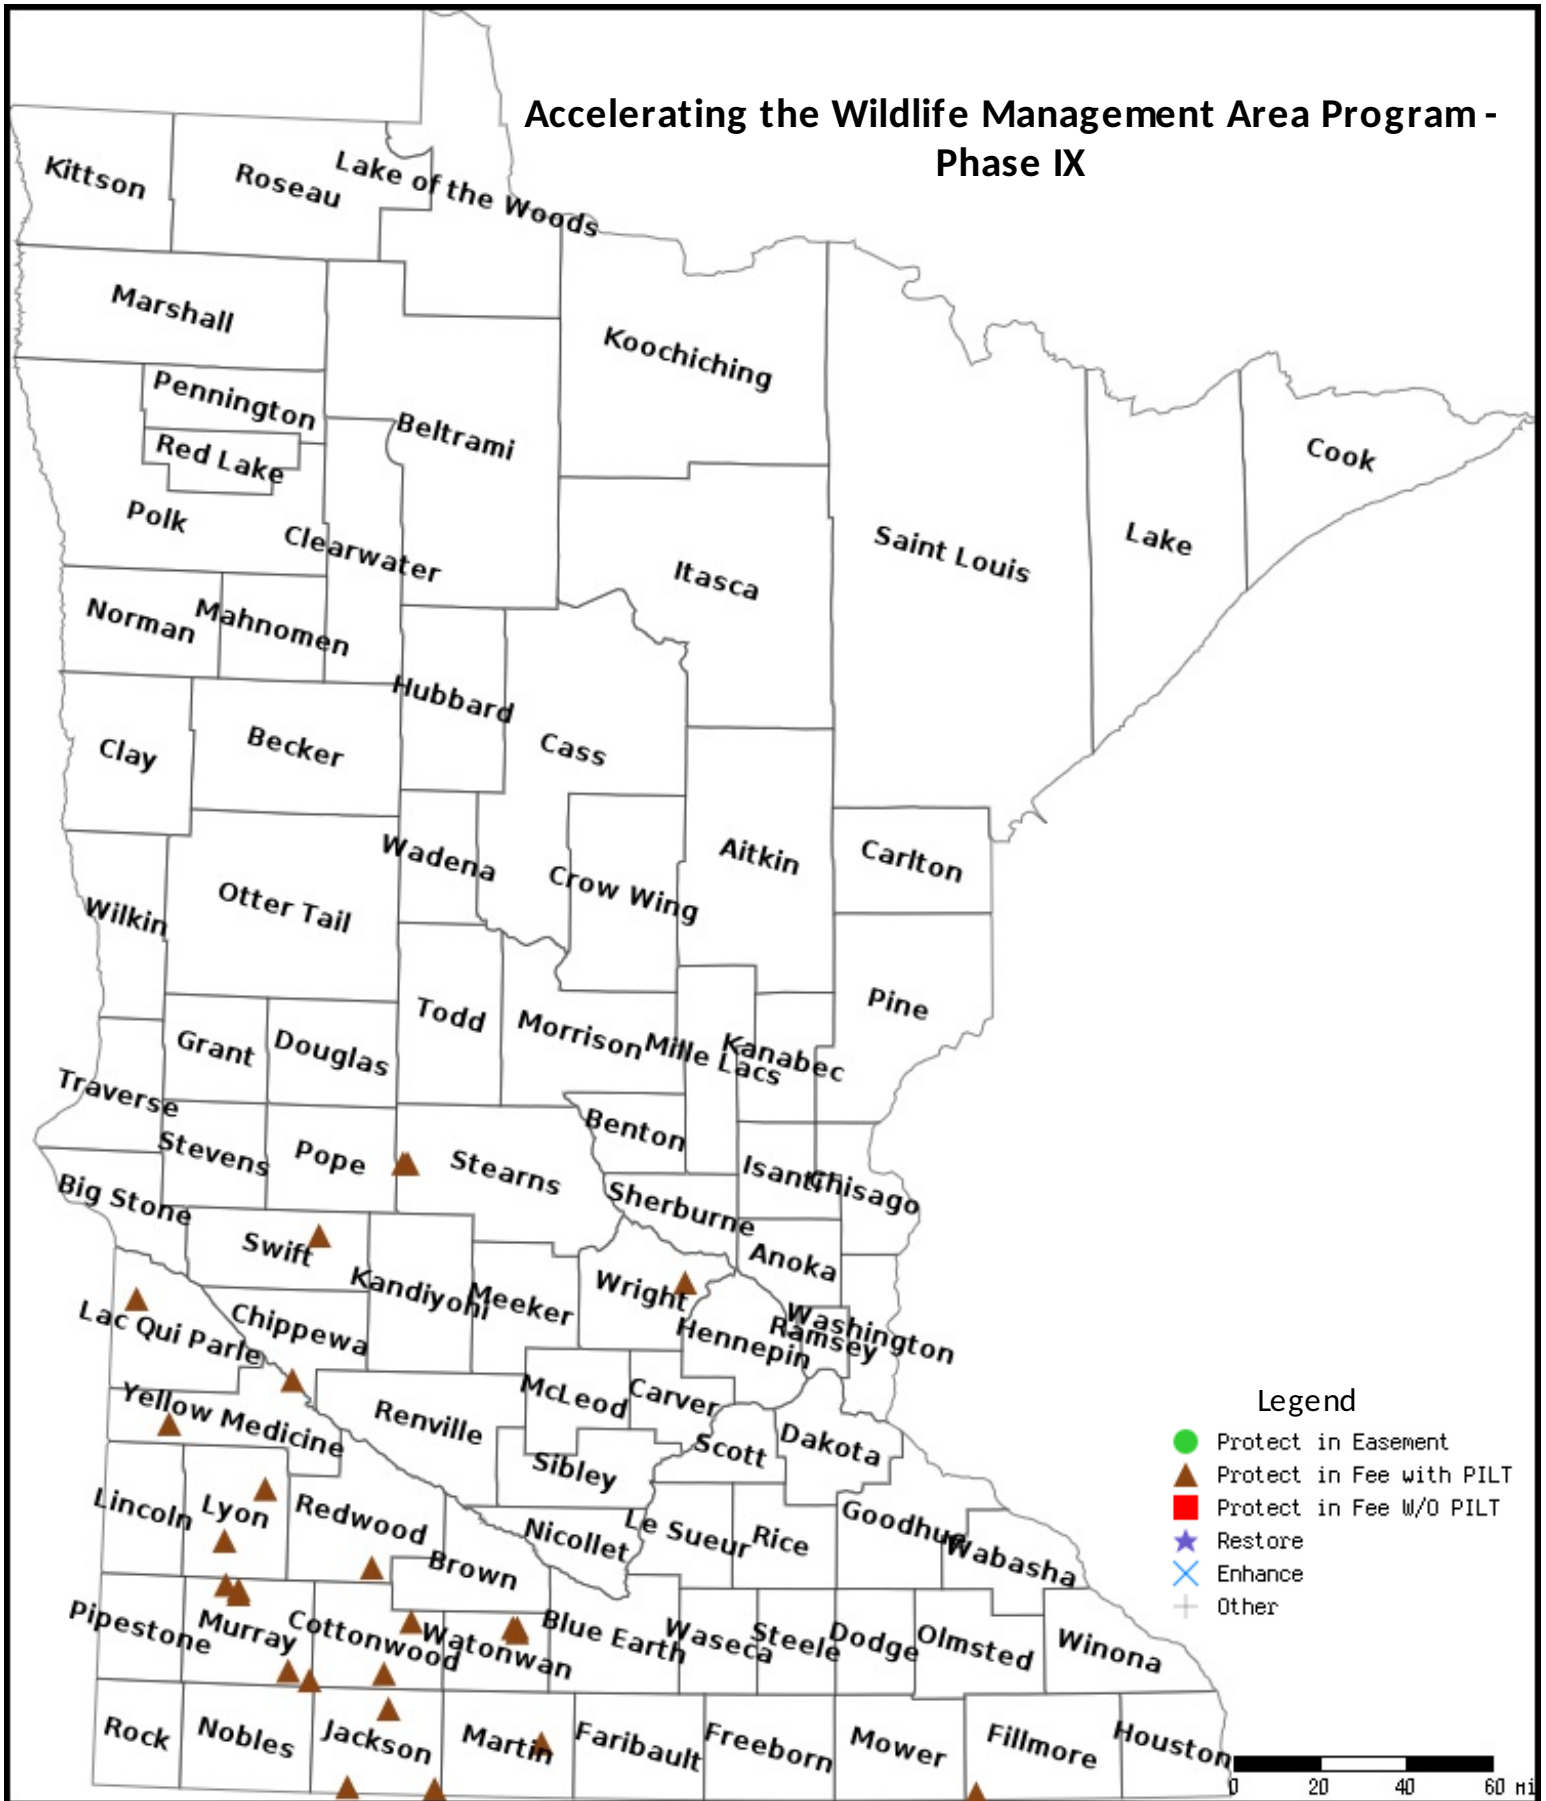 Accelerating the Wildlife Management Area Program -
Phase IX
Kittson
Roseau
Lake of the Woods
Marshall
Koochiching
Pennington
Beltrami
Red Lake
Cook
Polk
Clearwater
Saint Louis
Lake
Itasca
Norman
Mahnomen
Hubbard
Clay
Becker
Cass
Wadena
Aitkin
Carlton
Crow Wing
Otter Tail
Wilkin
Pine
Todd
Morrison
Grant
Douglas
Mille Lacs
Kanabec
Traverse
Benton
Stevens
Pope
Stearns
Isanti
Chisago
Big Stone
Sherburne
Swift
Anoka
Kandiyohi
Meeker
Wright
Lac Qui Parle
Chippewa
Hennepin
Ramsey
Washington
McLeod
Carver
Yellow Medicine
Renville
Scott
Dakota
Sibley
Lincoln
Lyon
Redwood
Nicollet
Le Sueur
Rice
Goodhue
Wabasha
Brown
Pipestone
Murray
Cottonwood
Watonwan
Blue Earth
Waseca
Steele
Dodge
Olmsted
Winona
Rock
Nobles
Jackson
Martin
Faribault
Freeborn
Mower
Fillmore
Houston
Legend
Protect in Easement
Protect in Fee with PILT
Protect in Fee W/O PILT
Restore
Enhance
Other
0 20 40 60 mi